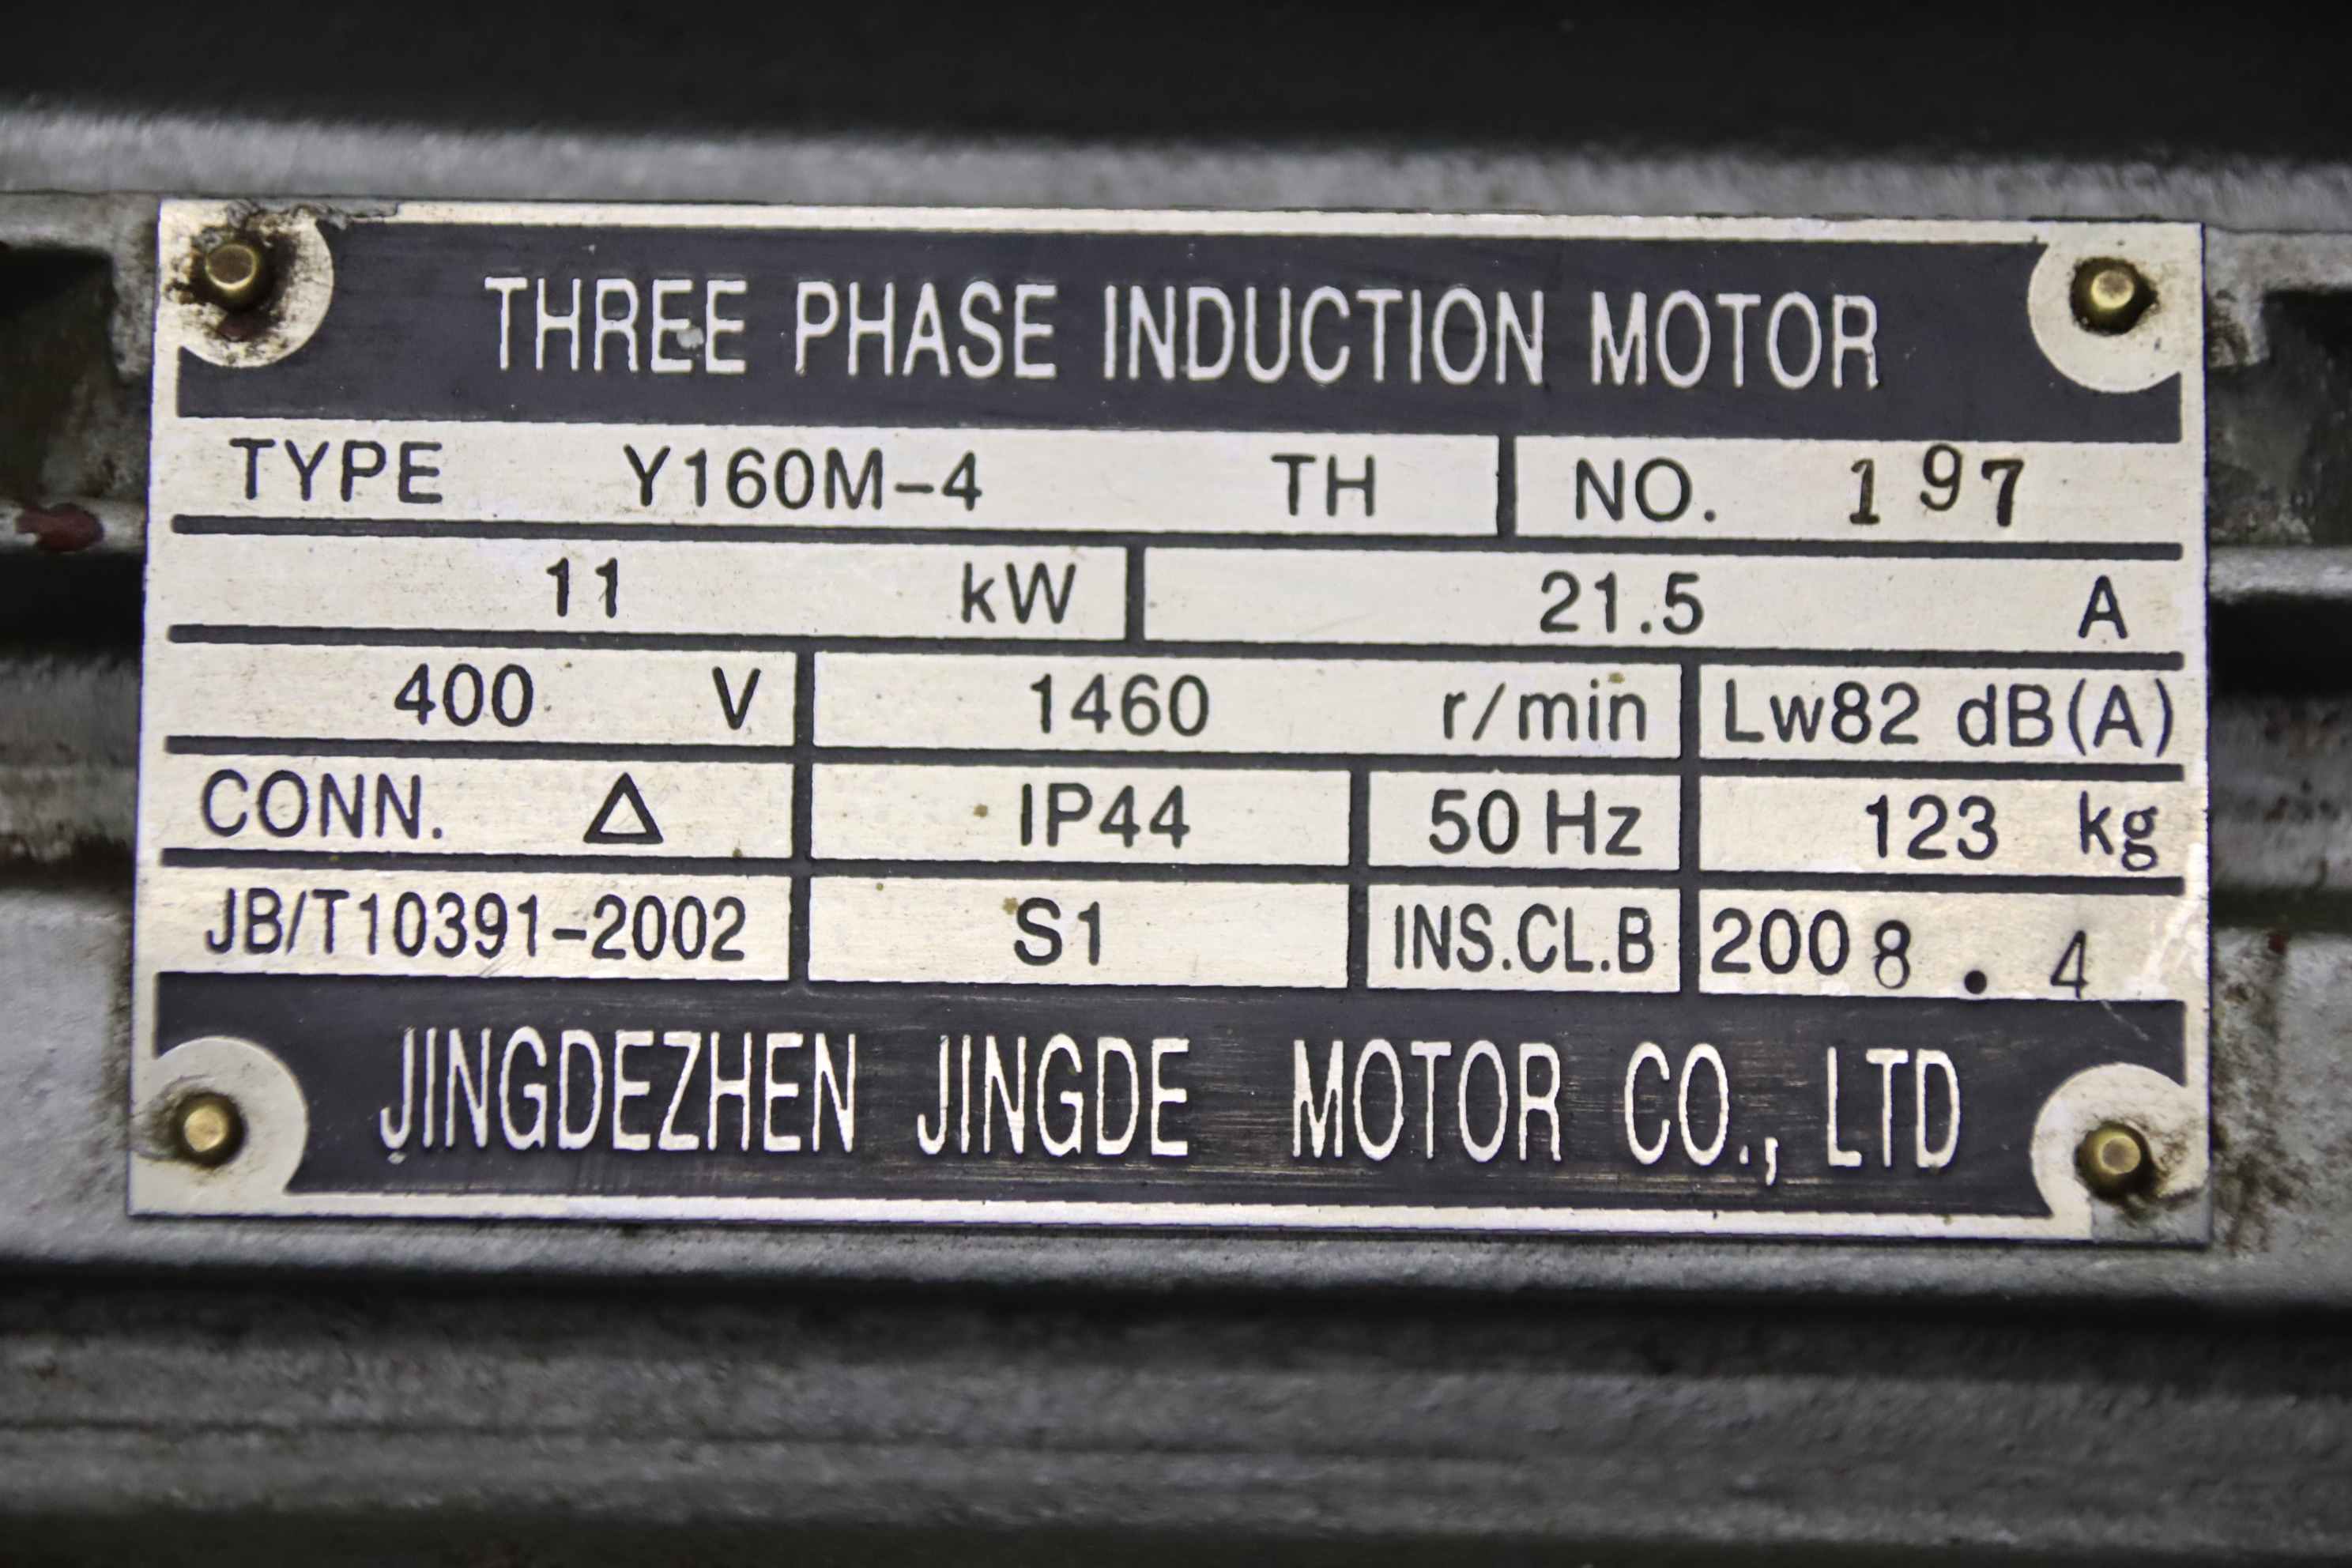 THREE PHASE INDUCTION MOTOR
TYPE Y160M-4 TH NO. 197
11 kW 21.5 A
400 V 1460 r/min Lw82 dB(A)
CONN. △ IP44 50 Hz 123 kg
JB/T10391-2002 S1 INS.CL.B 2008.4
JINGDEZHEN JINGDE MOTOR CO., LTD